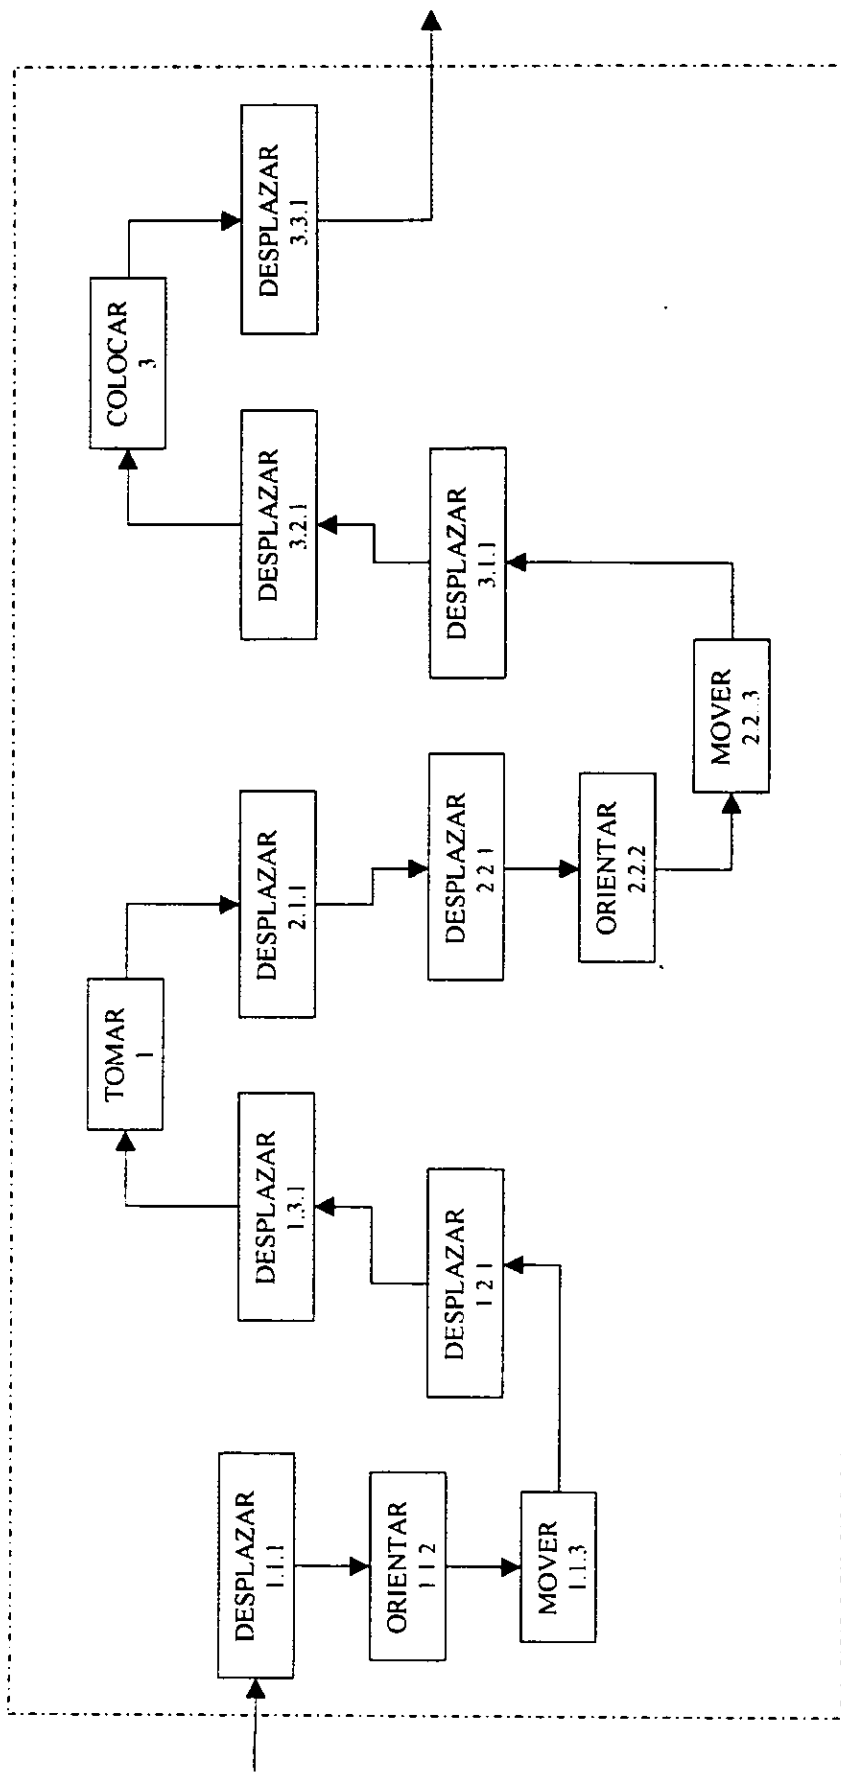 DESPLAZAR
1.1.1
ORIENTAR
1 1 2
MOVER
1.1.3
DESPLAZAR
1 2 1
DESPLAZAR
1.3.1
TOMAR
1
DESPLAZAR
2.1.1
DESPLAZAR
2 2 1
ORIENTAR
2.2.2
MOVER
2.2.3
DESPLAZAR
3.1.1
DESPLAZAR
3.2.1
COLOCAR
3
DESPLAZAR
3.3.1